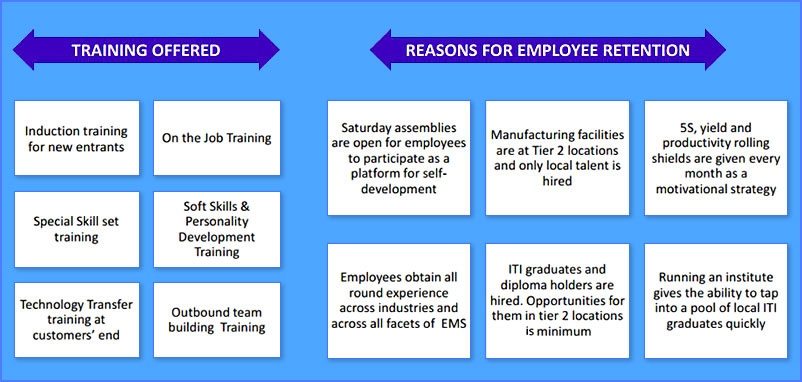 TRAINING OFFERED
REASONS FOR EMPLOYEE RETENTION
Induction training
for new entrants
On the Job Training
Special Skill set
training
Soft Skills &
Personality
Development
Training
Technology Transfer
training at
customers’ end
Outbound team
building Training
Saturday assemblies
are open for employees
to participate as a
platform for self-
development
Manufacturing facilities
are at Tier 2 locations
and only local talent is
hired
5S, yield and
productivity rolling
shields are given every
month as a
motivational strategy
Employees obtain all
round experience
across industries and
across all facets of EMS
ITI graduates and
diploma holders are
hired. Opportunities for
them in tier 2 locations
is minimum
Running an institute
gives the ability to tap
into a pool of local ITI
graduates quickly